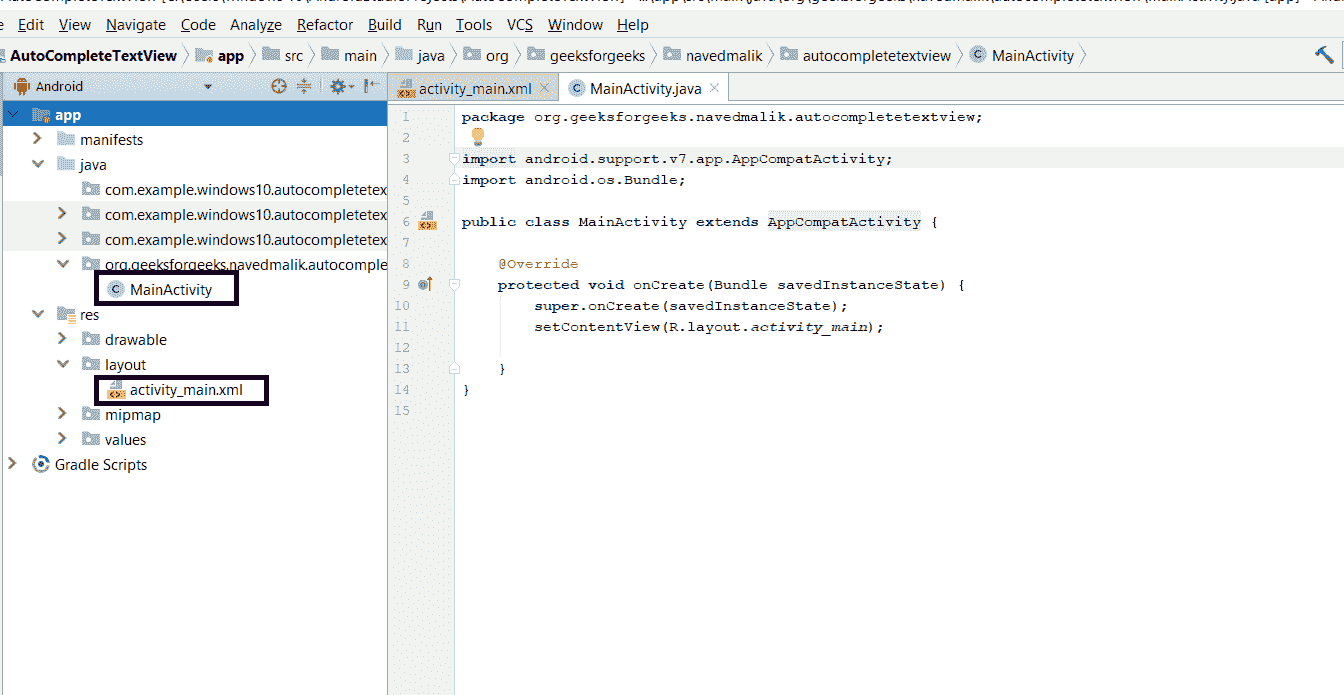 Edit View Navigate Code Analyze Refactor Build Run Tools VCS Window Help
AutoCompleteTextView app src main java org geeksforgeeks navedmalik autocompletetextview MainActivity
Android
activity_main.xml MainActivity.java
app
manifests
java
com.example.windows10.autocompletetex
com.example.windows10.autocompletetex
com.example.windows10.autocompletetex
org.geeksforgeeks.navedmalik.autocomple
MainActivity
res
drawable
layout
activity_main.xml
mipmap
values
Gradle Scripts
1 package org.geeksforgeeks.navedmalik.autocompletetextview;
2
3 import android.support.v7.app.AppCompatActivity;
4 import android.os.Bundle;
5
6 public class MainActivity extends AppCompatActivity {
7
8 @Override
9 protected void onCreate(Bundle savedInstanceState) {
10 super.onCreate(savedInstanceState);
11 setContentView(R.layout.activity_main);
12
13 }
14 }
15